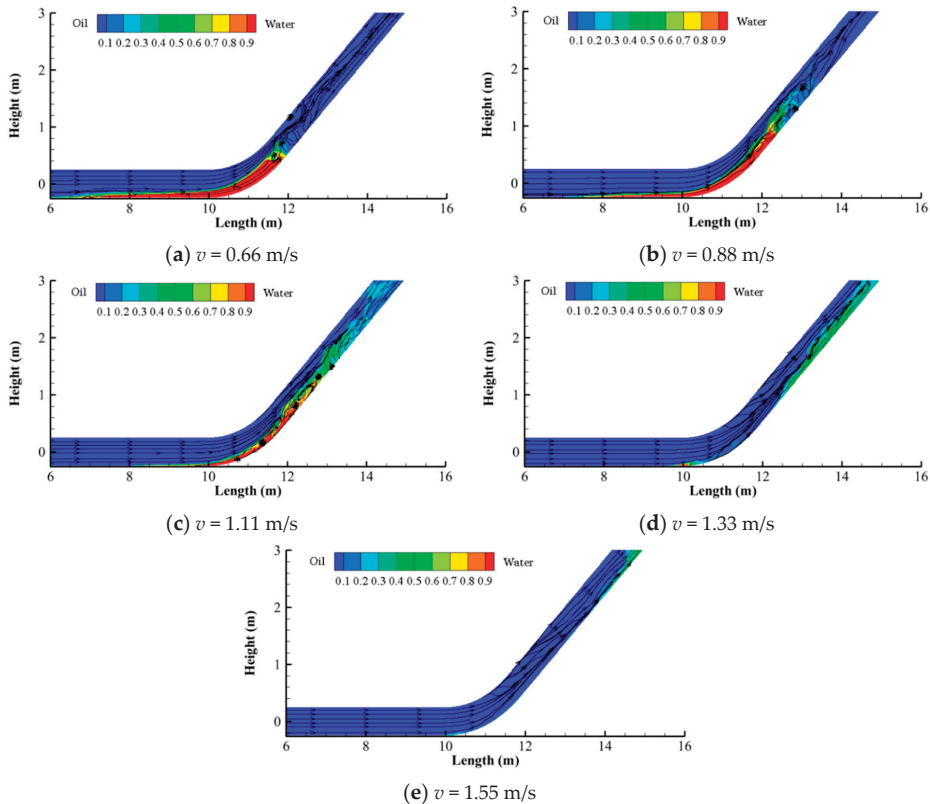 Oil Water
0.1 0.2 0.3 0.4 0.5 0.6 0.7 0.8 0.9
Height (m)
3
2
1
0
6 8 10 12 14 16
Length (m)
(a) v = 0.66 m/s
Oil Water
0.1 0.2 0.3 0.4 0.5 0.6 0.7 0.8 0.9
Height (m)
3
2
1
0
6 8 10 12 14 16
Length (m)
(b) v = 0.88 m/s
Oil Water
0.1 0.2 0.3 0.4 0.5 0.6 0.7 0.8 0.9
Height (m)
3
2
1
0
6 8 10 12 14 16
Length (m)
(c) v = 1.11 m/s
Oil Water
0.1 0.2 0.3 0.4 0.5 0.6 0.7 0.8 0.9
Height (m)
3
2
1
0
6 8 10 12 14 16
Length (m)
(d) v = 1.33 m/s
Oil Water
0.1 0.2 0.3 0.4 0.5 0.6 0.7 0.8 0.9
Height (m)
3
2
1
0
6 8 10 12 14 16
Length (m)
(e) v = 1.55 m/s